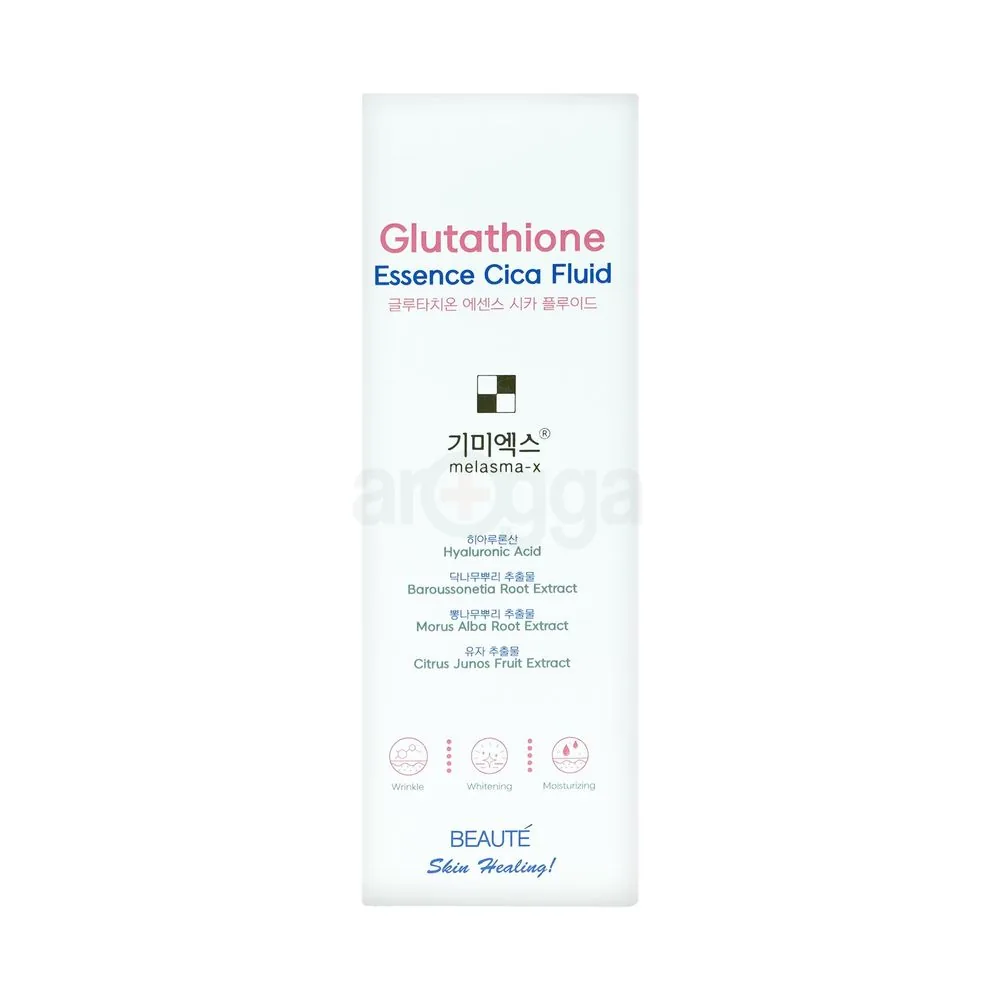 Glutathione
Essence Cica Fluid
글루타치온 에센스 시카 플루이드
기미엑스®
melasma-x
arogga
히아루론산
Hyaluronic Acid
닥나무뿌리 추출물
Baroussonetia Root Extract
뽕나무뿌리 추출물
Morus Alba Root Extract
유자 추출물
Citrus Junos Fruit Extract
Wrinkle
Whitening
Moisturizing
BEAUTÉ
Skin Healing!